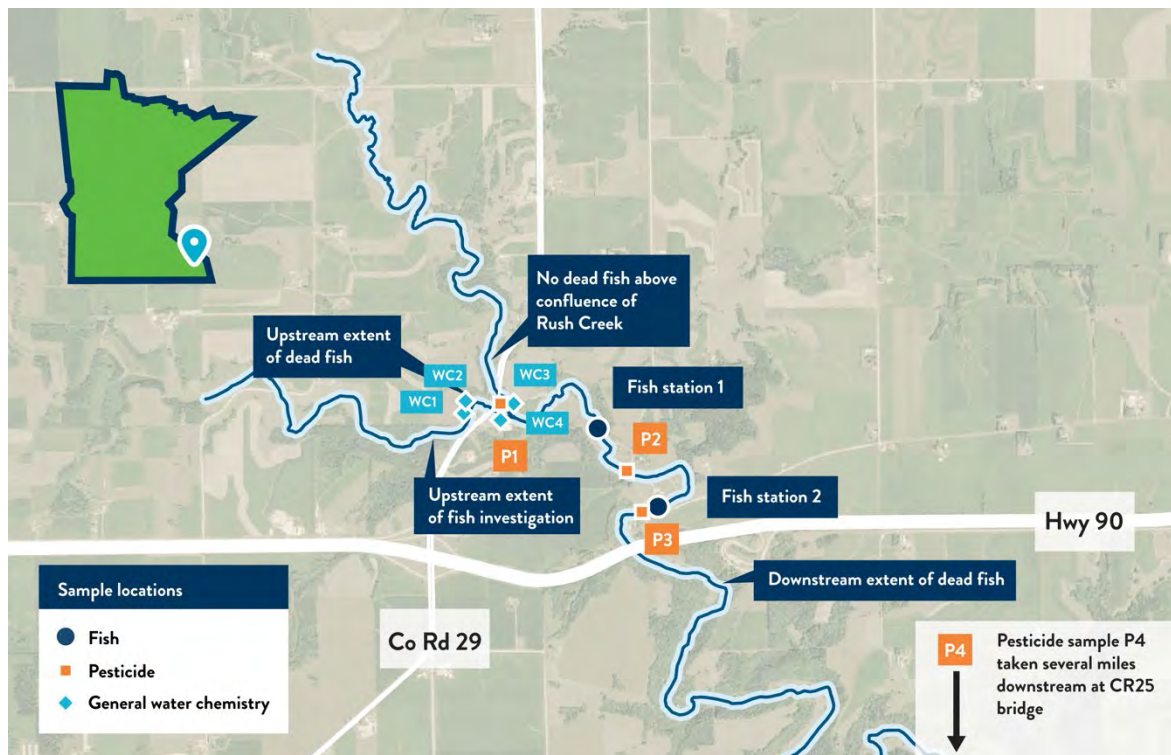 No dead fish above
confluence of
Rush Creek
Upstream extent
of dead fish
WC2
WC3
WC1
WC4
Fish station 1
P1
P2
Upstream extent
of fish investigation
Fish station 2
P3
Hwy 90
Downstream extent of dead fish
Sample locations
Fish
Pesticide
General water chemistry
Co Rd 29
P4
Pesticide sample P4
taken several miles
downstream at CR25
bridge